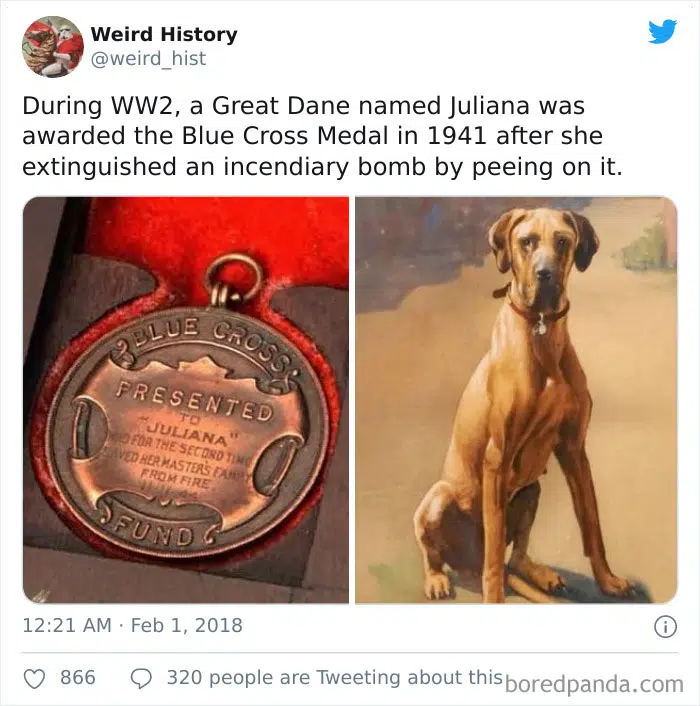 Weird History
@weird_hist
During WW2, a Great Dane named Juliana was
awarded the Blue Cross Medal in 1941 after she
extinguished an incendiary bomb by peeing on it.
BLUE CROSS
PRESENTED
TO
"JULIANA"
WHO FOR THE SECOND TIME
SAVED HER MASTER'S FAMILY
FROM FIRE
FUND
12:21 AM · Feb 1, 2018
866
320 people are Tweeting about this
boredpanda.com